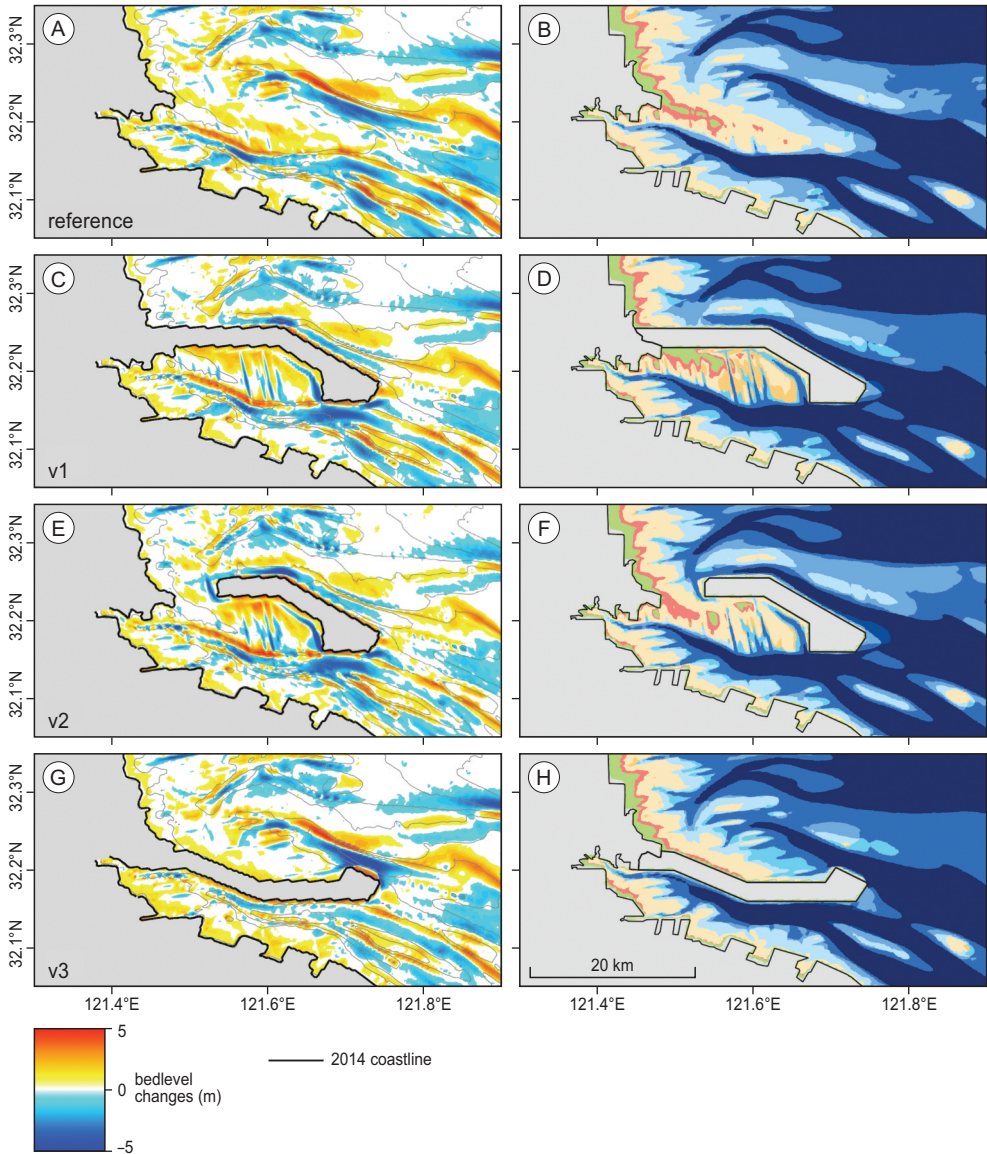 A
B
32.3°N
32.2°N
32.1°N
reference
C
D
32.3°N
32.2°N
32.1°N
v1
E
F
32.3°N
32.2°N
32.1°N
v2
G
H
32.3°N
32.2°N
32.1°N
v3
20 km
121.4°E 121.6°E 121.8°E 121.4°E 121.6°E 121.8°E
5
0
–5
bedlevel
changes (m)
2014 coastline